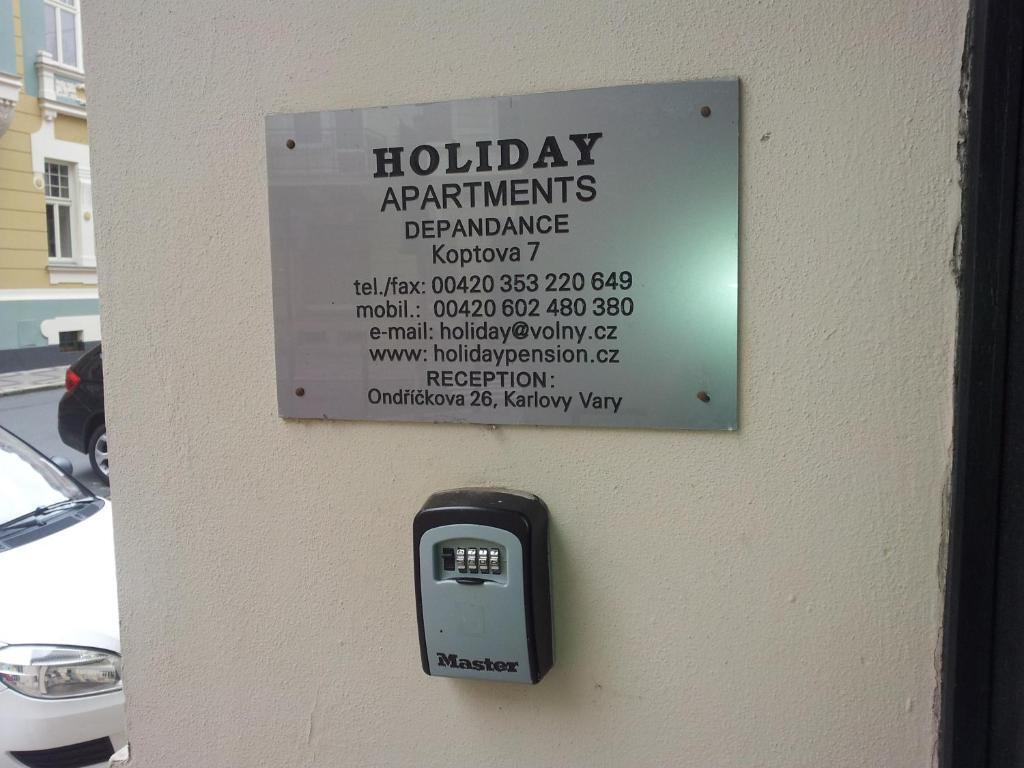 HOLIDAY
APARTMENTS
DEPANDANCE
Koptova 7
tel./fax: 00420 353 220 649
mobil.: 00420 602 480 380
e-mail: holiday@volny.cz
www: holidaypension.cz
RECEPTION:
Ondříčkova 26, Karlovy Vary
Master